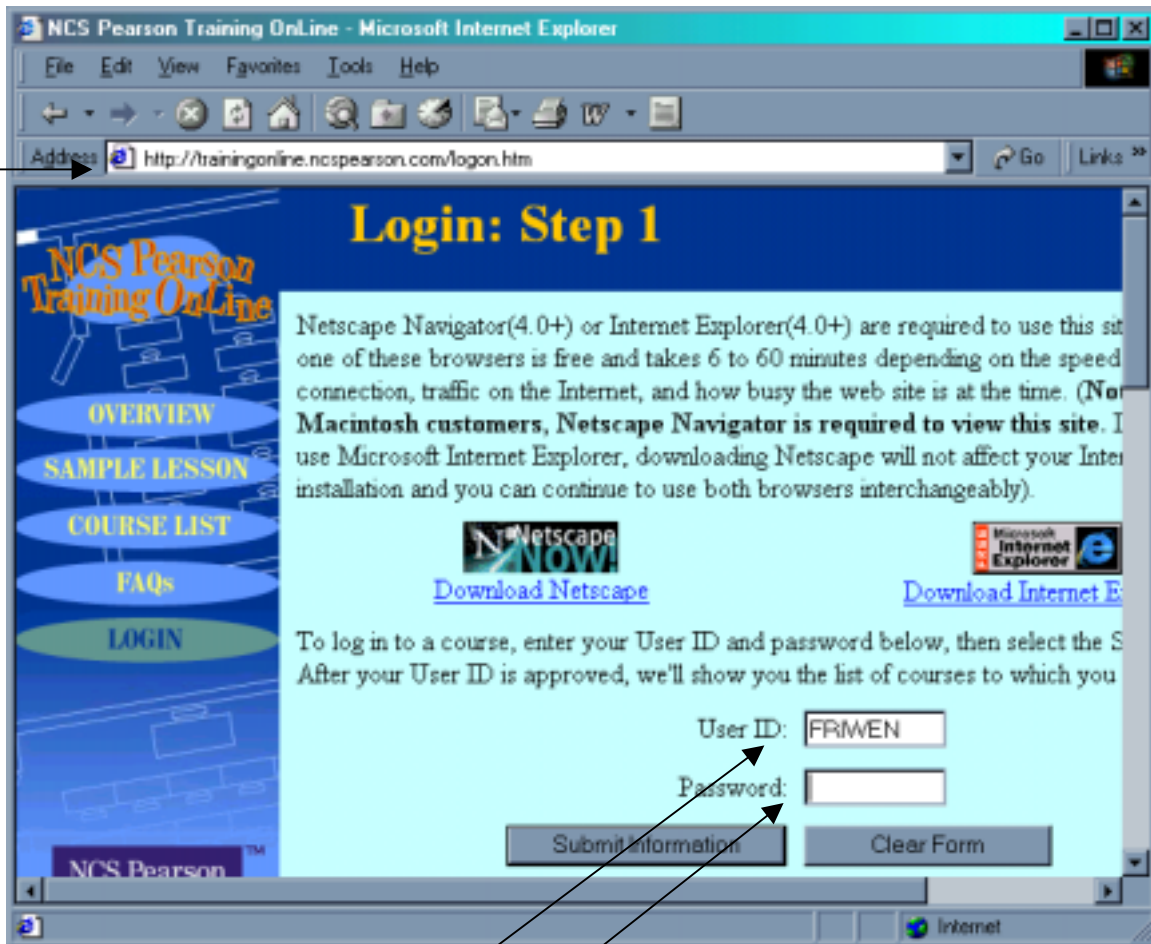 NCS Pearson Training OnLine - Microsoft Internet Explorer
File Edit View Favorites Tools Help
Address http://trainingonline.ncspearson.com/logon.htm Go Links »
NCS Pearson
Training OnLine
OVERVIEW
SAMPLE LESSON
COURSE LIST
FAQs
LOGIN
NCS Pearson ™
Login: Step 1
Netscape Navigator(4.0+) or Internet Explorer(4.0+) are required to use this sit
one of these browsers is free and takes 6 to 60 minutes depending on the speed
connection, traffic on the Internet, and how busy the web site is at the time. (Not
Macintosh customers, Netscape Navigator is required to view this site. I
use Microsoft Internet Explorer, downloading Netscape will not affect your Inter
installation and you can continue to use both browsers interchangeably).
N Netscape
NOW!
Download Netscape
FREE Microsoft
Internet
Explorer
Download Internet E
To log in to a course, enter your User ID and password below, then select the S
After your User ID is approved, we'll show you the list of courses to which you
User ID: FRIWEN
Password:
Submit Information Clear Form
Internet